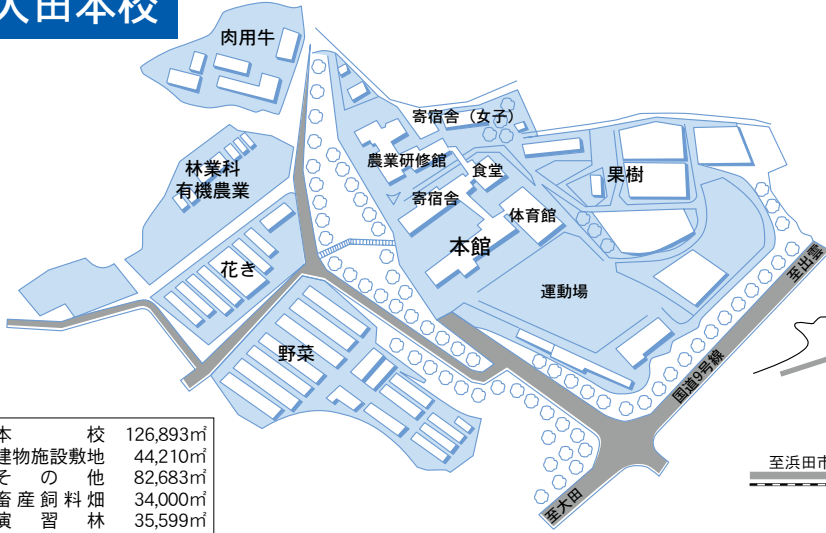 大田本校
肉用牛
寄宿舎（女子）
農業研修館
食堂
果樹
林業科
有機農業
寄宿舎
体育館
本館
花き
運動場
野菜
至出雲
国道9号線
至大田
至浜田市
本校 126,893㎡
建物施設敷地 44,210㎡
その他 82,683㎡
畜産飼料畑 34,000㎡
演習林 35,599㎡